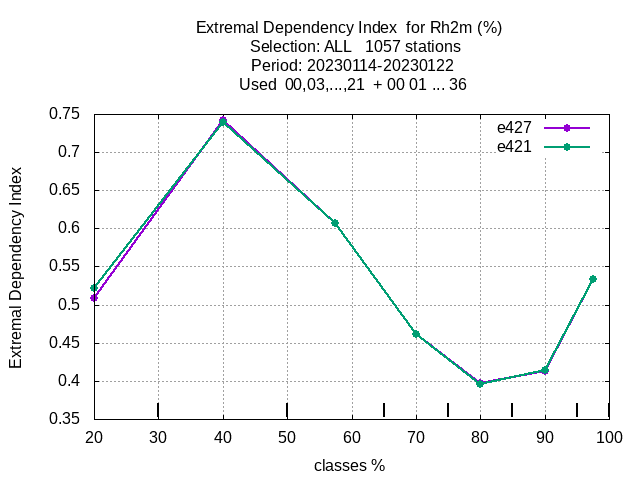 Extremal Dependency Index  for Rh2m (%)
Selection: ALL   1057 stations
Period: 20230114-20230122
Used  00,03,...,21  + 00 01 ... 36
e427
e421
Extremal Dependency Index
0.75
0.7
0.65
0.6
0.55
0.5
0.45
0.4
0.35
20 30 40 50 60 70 80 90 100
classes %